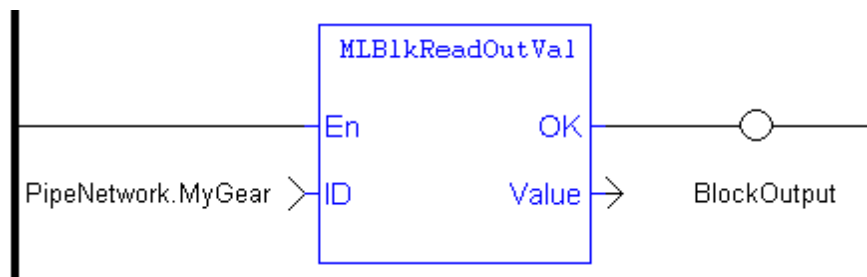 MLBlkReadOutVal
En OK
PipeNetwork.MyGear ID Value BlockOutput